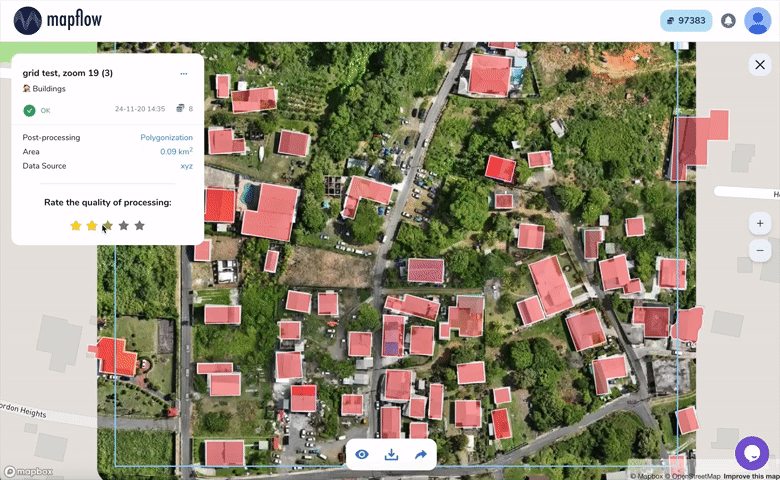 mapflow
97383
grid test, zoom 19 (3)
...
Buildings
OK
24-11-20 14:35
8
Post-processing
Polygonization
Area
0.09 km²
Data Source
xyz
Rate the quality of processing:
ordon Heights
mapbox
© Mapbox © OpenStreetMap Improve this map